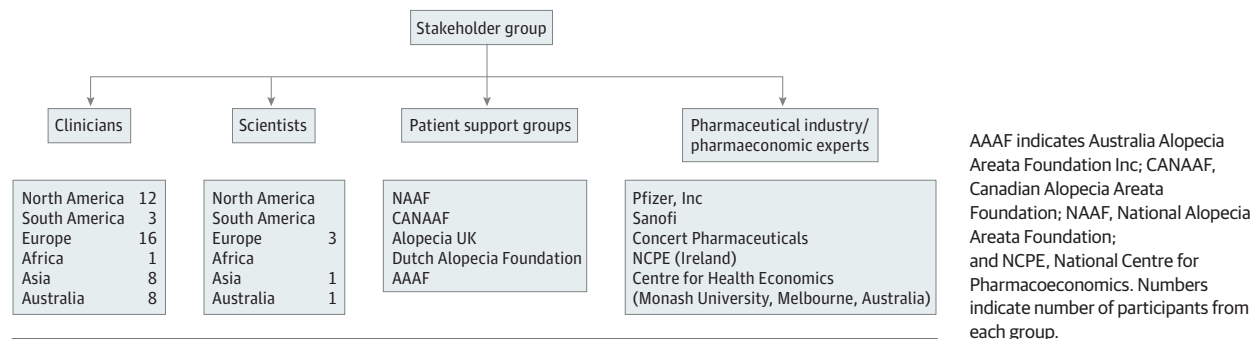 Stakeholder group
Clinicians
Scientists
Patient support groups
Pharmaceutical industry/
pharmaeconomic experts
North America 12
South America 3
Europe 16
Africa 1
Asia 8
Australia 8
North America
South America
Europe 3
Africa
Asia 1
Australia 1
NAAF
CANAAF
Alopecia UK
Dutch Alopecia Foundation
AAAF
Pfizer, Inc
Sanofi
Concert Pharmaceuticals
NCPE (Ireland)
Centre for Health Economics
(Monash University, Melbourne, Australia)
AAAF indicates Australia Alopecia
Areata Foundation Inc; CANAAF,
Canadian Alopecia Areata
Foundation; NAAF, National Alopecia
Areata Foundation;
and NCPE, National Centre for
Pharmacoeconomics. Numbers
indicate number of participants from
each group.